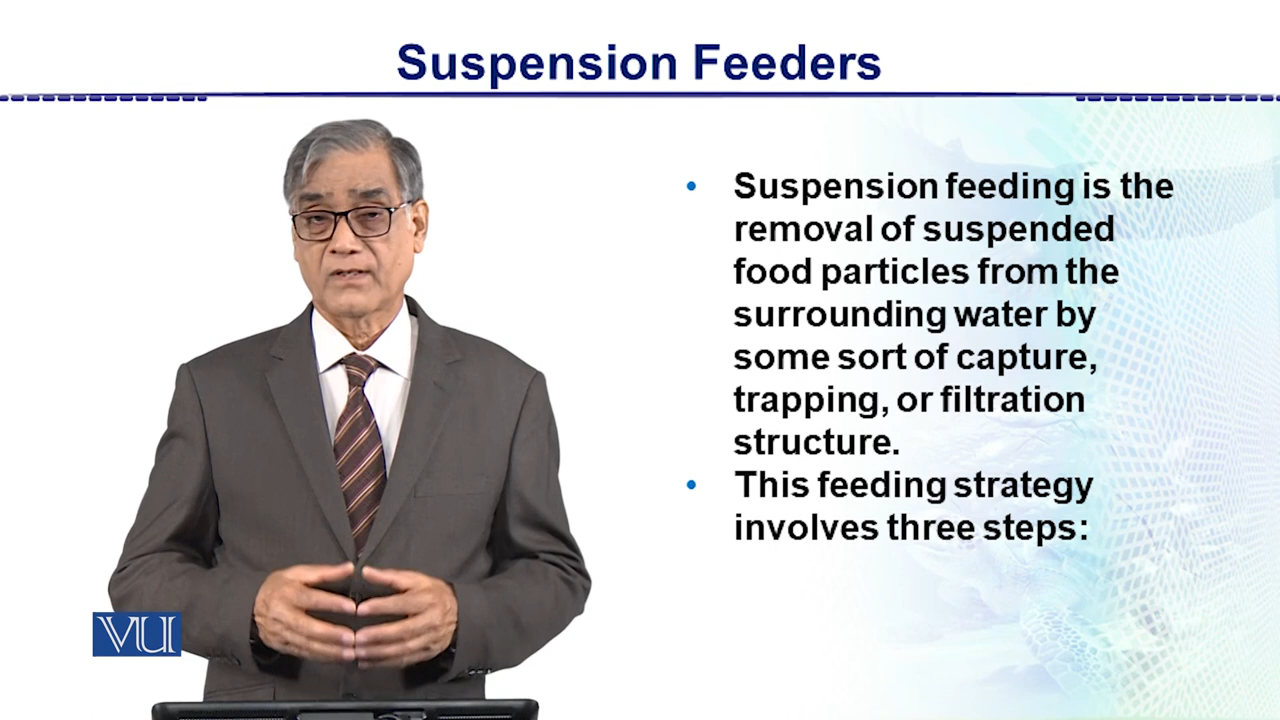 Suspension Feeders
• Suspension feeding is the
removal of suspended
food particles from the
surrounding water by
some sort of capture,
trapping, or filtration
structure.
• This feeding strategy
involves three steps:
VU